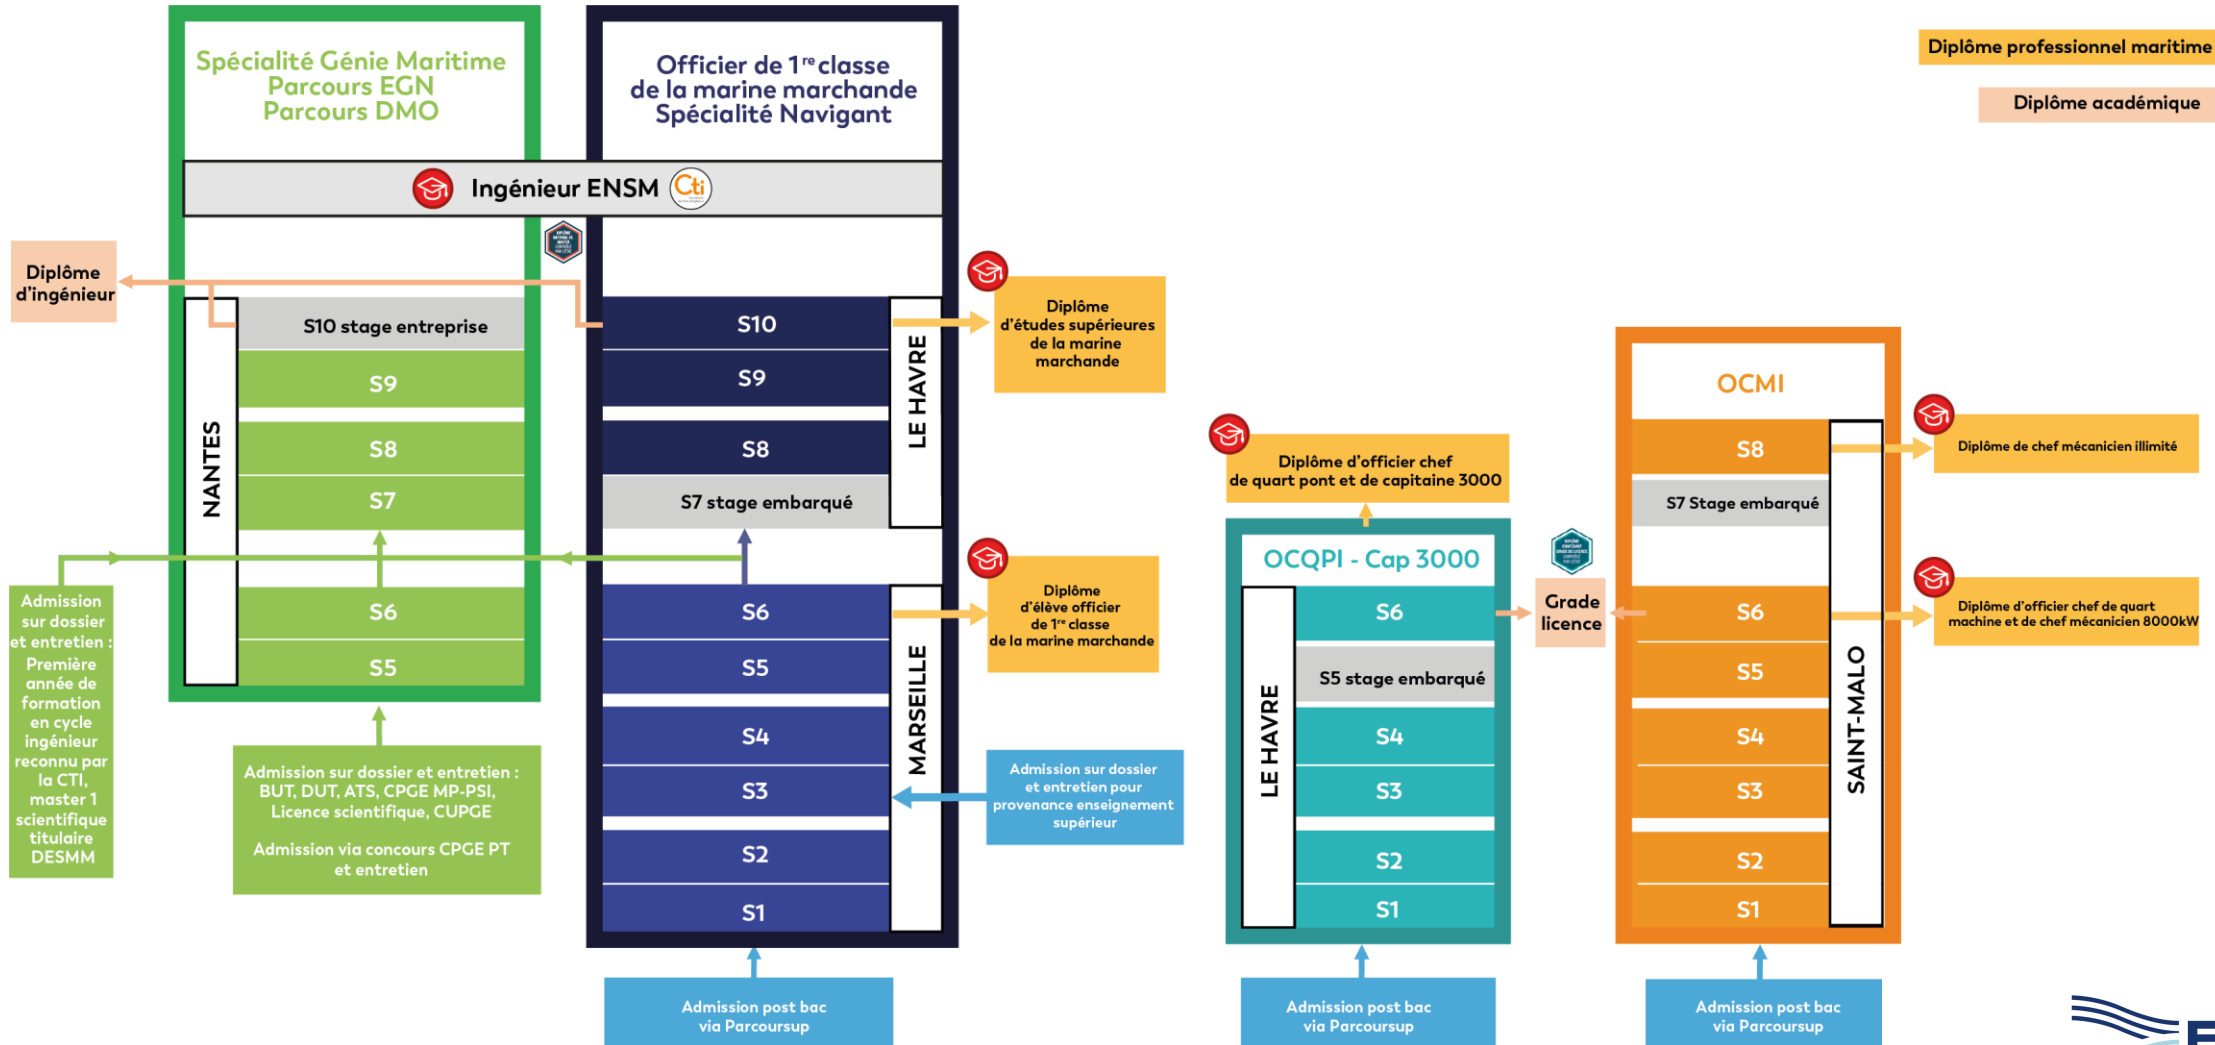 Spécialité Génie Maritime
Parcours EGN
Parcours DMO
Officier de 1re classe
de la marine marchande
Spécialité Navigant
Diplôme professionnel maritime
Diplôme académique
Ingénieur ENSM
Cti
Diplôme
d'ingénieur
NANTES
S10 stage entreprise
S9
S8
S7
S6
S5
Admission
sur dossier
et entretien :
Première
année de
formation
en cycle
ingénieur
reconnu par
la CTI,
master 1
scientifique
titulaire
DESMM
Admission sur dossier et entretien :
BUT, DUT, ATS, CPGE MP-PSI,
Licence scientifique, CUPGE
Admission via concours CPGE PT
et entretien
S10
S9
S8
S7 stage embarqué
LE HAVRE
S6
S5
S4
S3
S2
S1
MARSEILLE
Diplôme
d'études supérieures
de la marine
marchande
Diplôme
d'élève officier
de 1re classe
de la marine marchande
Admission sur dossier
et entretien pour
provenance enseignement
supérieur
Admission post bac
via Parcoursup
Diplôme d'officier chef
de quart pont et de capitaine 3000
OCQPI - Cap 3000
LE HAVRE
S6
S5 stage embarqué
S4
S3
S2
S1
Admission post bac
via Parcoursup
Grade
licence
OCMI
S8
S7 Stage embarqué
S6
S5
S4
S3
S2
S1
SAINT-MALO
Diplôme de chef mécanicien illimité
Diplôme d'officier chef de quart
machine et de chef mécanicien 8000kW
Admission post bac
via Parcoursup